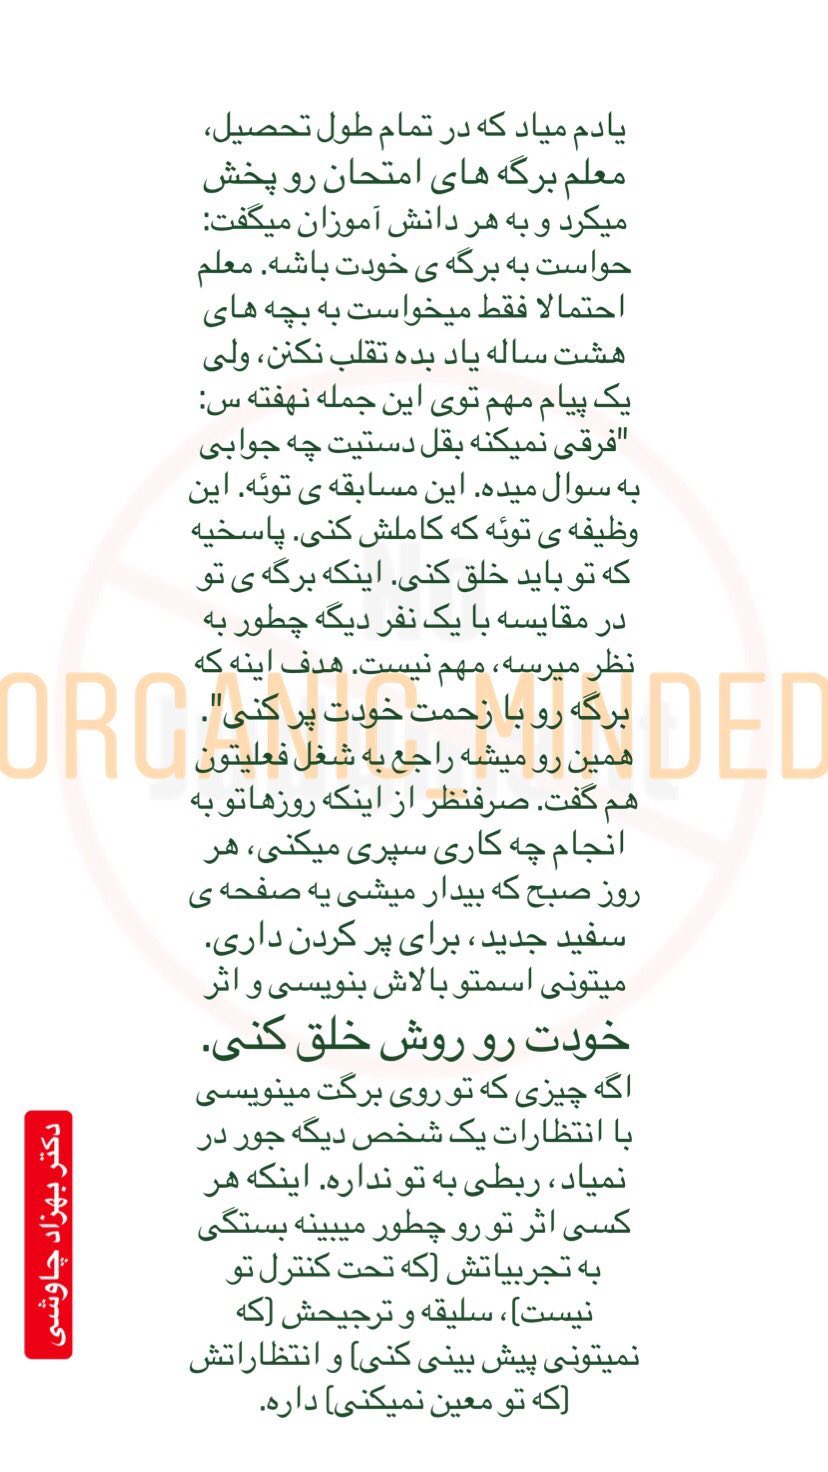 یادم میاد که در تمام طول تحصیل،
معلم برگه های امتحان رو پخش
میکرد و به هر دانش آموزان میگفت:
حواست به برگه ی خودت باشه. معلم
احتمالا فقط میخواست به بچه های
هشت ساله یاد بده تقلب نکنن، ولی
یک پیام مهم توی این جمله نهفته س:
"فرقی نمیکنه بقل دستیت چه جوابی
به سوال میده. این مسابقه ی توئه. این
وظیفه ی توئه که کاملش کنی. پاسخیه
که تو باید خلق کنی. اینکه برگه ی تو
در مقایسه با یک نفر دیگه چطور به
نظر میرسه، مهم نیست. هدف اینه که
برگه رو با زحمت خودت پر کنی".
همین رو میشه راجع به شغل فعلیتون
هم گفت. صرفنظر از اینکه روزهاتو به
انجام چه کاری سپری میکنی، هر
روز صبح که بیدار میشی یه صفحه ی
سفید جدید، برای پر کردن داری.
میتونی اسمتو بالاش بنویسی و اثر
خودت رو روش خلق کنی.
اگه چیزی که تو روی برگت مینویسی
با انتظارات یک شخص دیگه جور در
نمیاد، ربطی به تو نداره. اینکه هر
کسی اثر تو رو چطور میبینه بستگی
به تجربیاتش (که تحت کنترل تو
نیست)، سلیقه و ترجیحش (که
نمیتونی پیش بینی کنی) و انتظاراتش
(که تو معین نمیکنی) داره.
ORGANIC_MINDED
No
دکتر بهزاد چاوشی